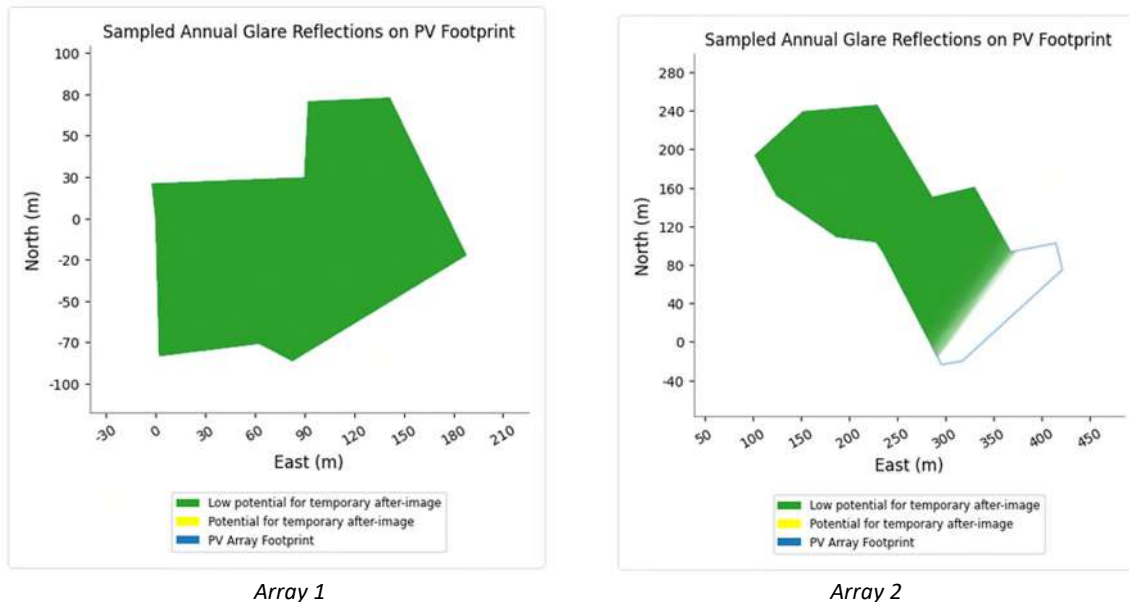 Sampled Annual Glare Reflections on PV Footprint
100
80
50
30
0
-20
-50
-70
-100
North (m)
-30 0 30 60 90 120 150 180 210
East (m)
Low potential for temporary after-image
Potential for temporary after-image
PV Array Footprint
Array 1
Sampled Annual Glare Reflections on PV Footprint
280
240
200
160
120
80
40
0
-40
North (m)
50 100 150 200 250 300 350 400 450
East (m)
Low potential for temporary after-image
Potential for temporary after-image
PV Array Footprint
Array 2